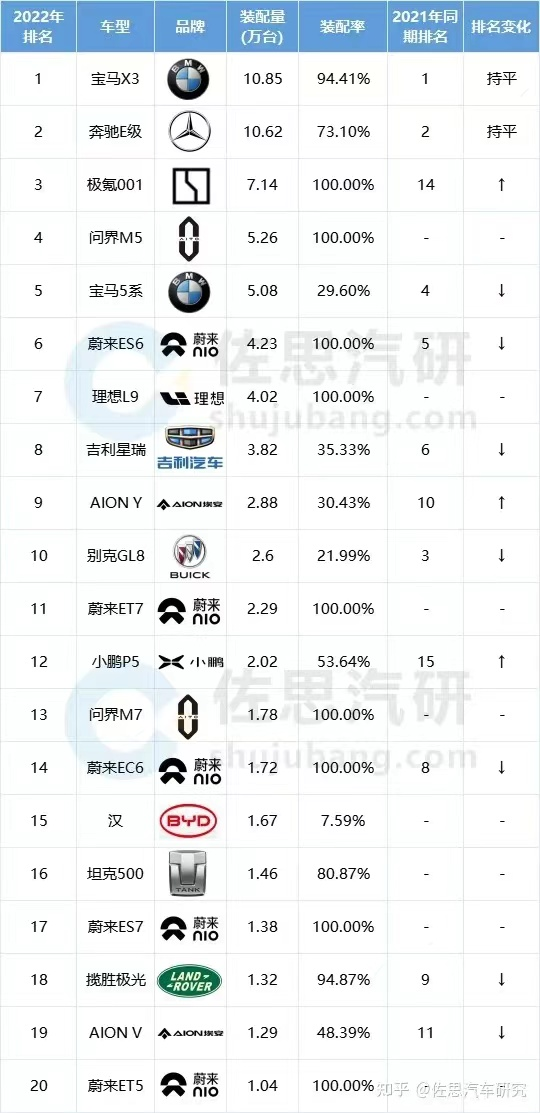 2022年排名 车型 品牌 装配量(万台) 装配率 2021年同期排名 排名变化
1 宝马X3 BMW 10.85 94.41% 1 持平
2 奔驰E级 10.62 73.10% 2 持平
3 极氪001 7.14 100.00% 14 ↑
4 问界M5 AITO 5.26 100.00% - -
5 宝马5系 BMW 5.08 29.60% 4 ↓
6 蔚来ES6 蔚来 NIO 4.23 100.00% 5 ↓
7 理想L9 理想 4.02 100.00% - -
8 吉利星瑞 吉利汽车 3.82 35.33% 6 ↓
9 AION Y AION埃安 2.88 30.43% 10 ↑
10 别克GL8 BUICK 2.6 21.99% 3 ↓
11 蔚来ET7 蔚来 NIO 2.29 100.00% - -
12 小鹏P5 小鹏 2.02 53.64% 15 ↑
13 问界M7 AITO 1.78 100.00% - -
14 蔚来EC6 蔚来 NIO 1.72 100.00% 8 ↓
15 汉 BYD 1.67 7.59% - -
16 坦克500 TANK 1.46 80.87% - -
17 蔚来ES7 蔚来 NIO 1.38 100.00% - -
18 揽胜极光 LAND ROVER 1.32 94.87% 9 ↓
19 AION V AION埃安 1.29 48.39% 11 ↓
20 蔚来ET5 蔚来 NIO 1.04 100.00% - -
佐思汽研
shujubang.com
佐思汽研
shujubang.com
知乎 @佐思汽车研究